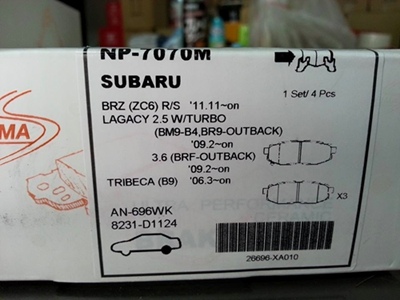 NP-7070M
SUBARU
1 Set/ 4 Pcs
BRZ (ZC6) R/S '11.11~on
LAGACY 2.5 W/TURBO
(BM9-B4,BR9-OUTBACK)
'09.2~on
3.6 (BRF-OUTBACK)
'09.2~on
TRIBECA (B9) '06.3~on
X3
AN-696WK
8231-D1124
26696-XA010